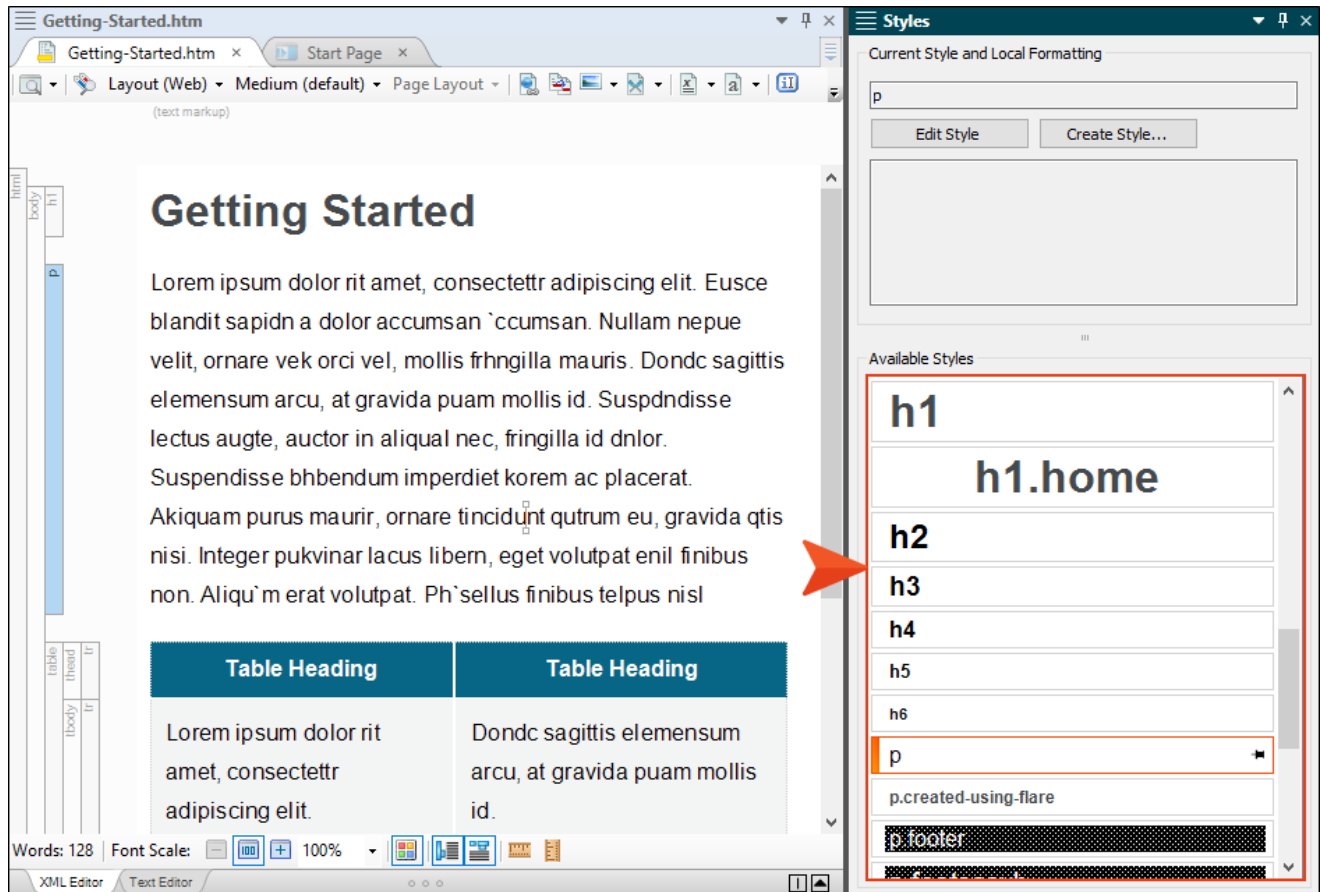 Getting-Started.htm
Getting-Started.htm × Start Page ×
Layout (Web) Medium (default) Page Layout
(text markup)
html
body
h1
Getting Started
p
Lorem ipsum dolor rit amet, consectettr adipiscing elit. Eusce
blandit sapidn a dolor accumsan `ccumsan. Nullam nepue
velit, ornare vek orci vel, mollis frhngilla mauris. Dondc sagittis
elemensum arcu, at gravida puam mollis id. Suspdndisse
lectus augte, auctor in aliqual nec, fringilla id dnlor.
Suspendisse bhbendum imperdiet korem ac placerat.
Akiquam purus maurir, ornare tincidunt qutrum eu, gravida qtis
nisi. Integer pukvinar lacus libern, eget volutpat enil finibus
non. Aliqu`m erat volutpat. Ph`sellus finibus telpus nisl
table
thead
tr
tbody
tr
Table Heading Table Heading
Lorem ipsum dolor rit
amet, consectettr
adipiscing elit.
Dondc sagittis elemensum
arcu, at gravida puam mollis
id.
Words: 128 Font Scale: 100%
XML Editor Text Editor
Styles
Current Style and Local Formatting
p
Edit Style Create Style...
Available Styles
h1
h1.home
h2
h3
h4
h5
h6
p
p.created-using-flare
p.footer